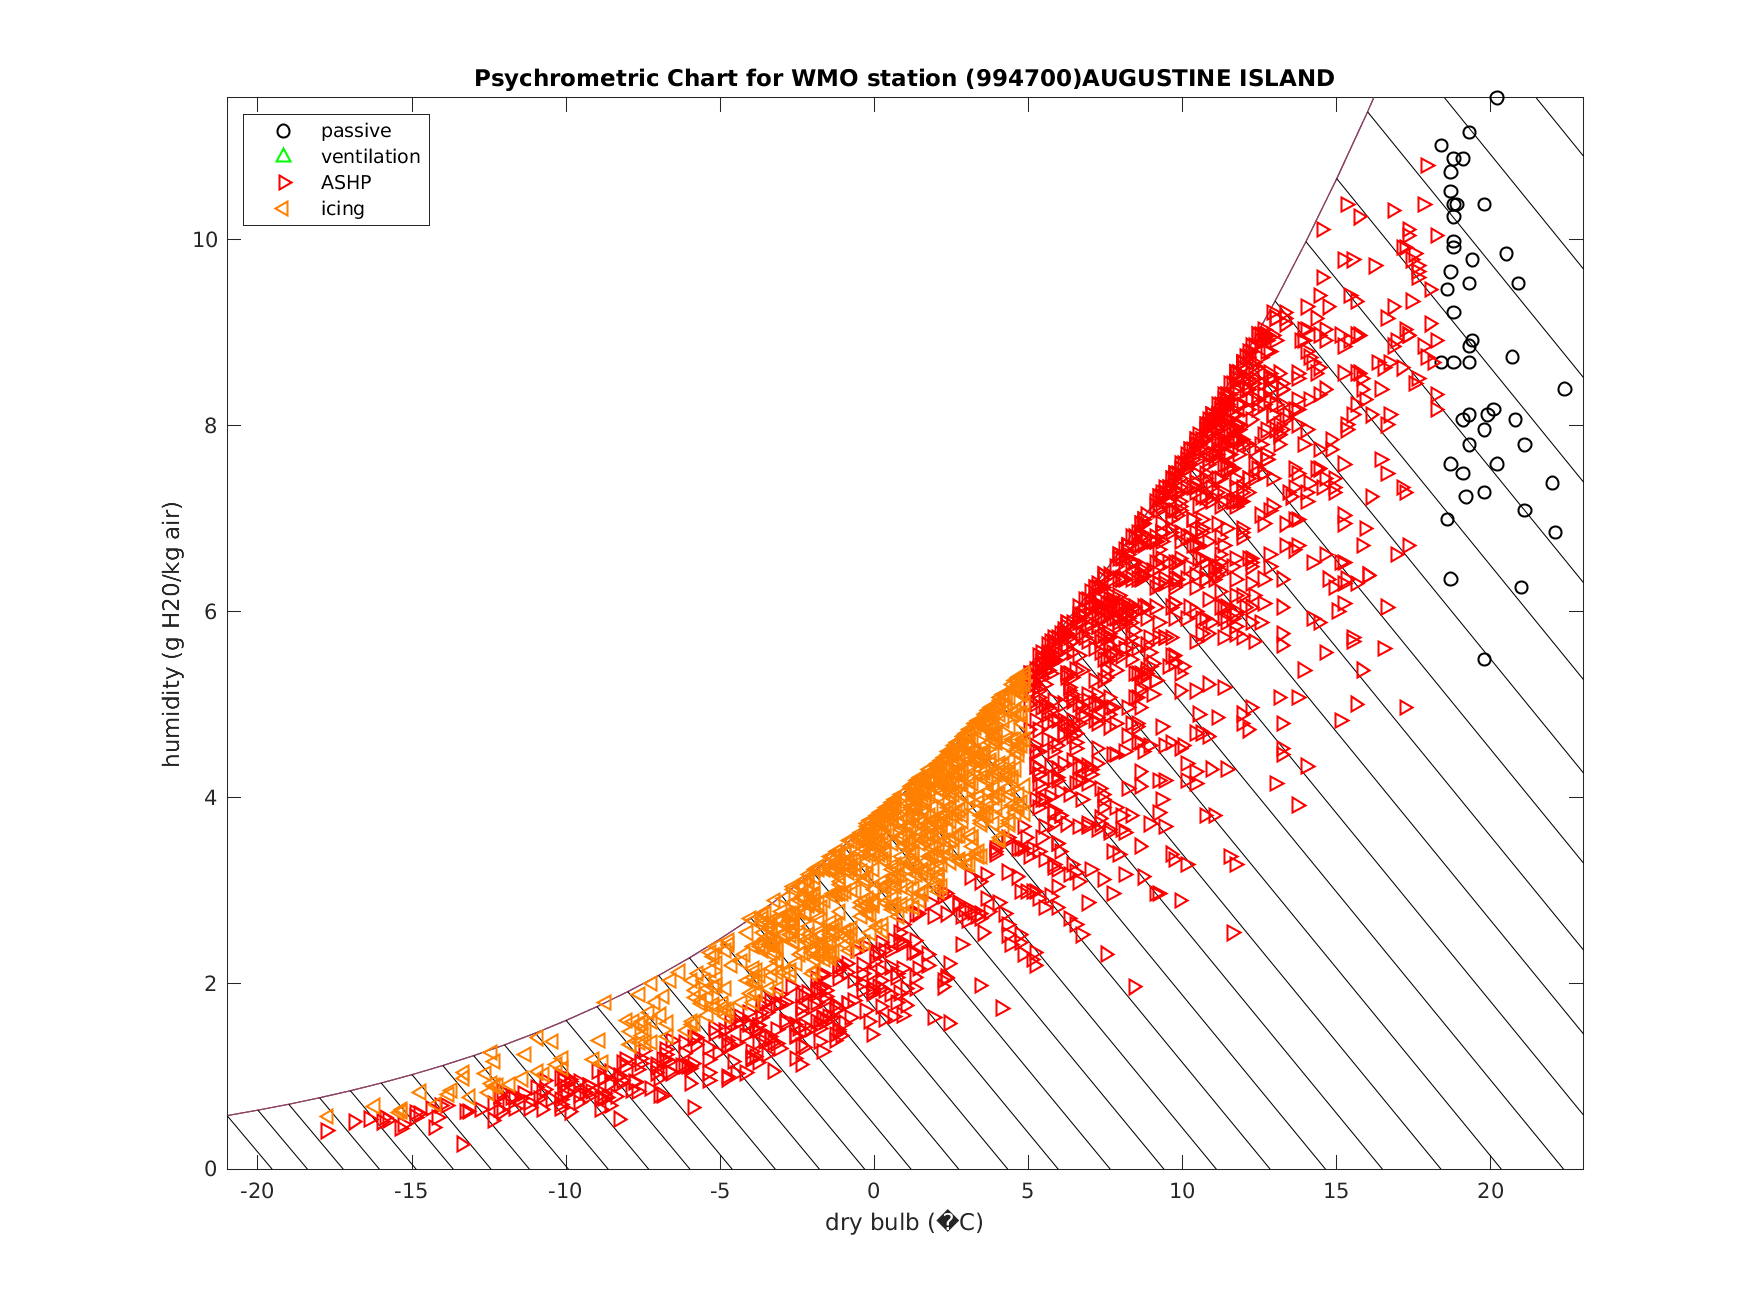 Psychrometric Chart for WMO station (994700)AUGUSTINE ISLAND
passive
ventilation
ASHP
icing
10
8
6
4
2
0
humidity (g H20/kg air)
-20 -15 -10 -5 0 5 10 15 20
dry bulb (�C)